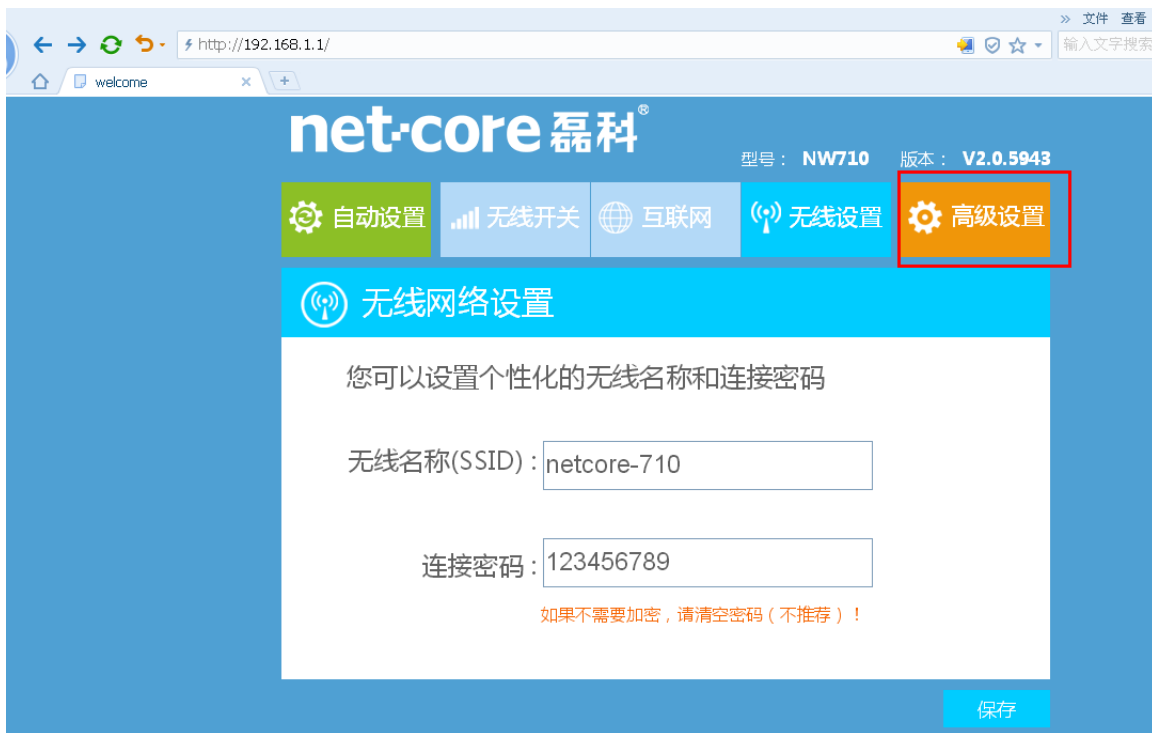 » 文件 查看
http://192.168.1.1/
输入文字搜索
welcome × +
net-core 磊科®
型号： NW710 版本： V2.0.5943
自动设置 无线开关 互联网 无线设置 高级设置
无线网络设置
您可以设置个性化的无线名称和连接密码
无线名称(SSID) : netcore-710
连接密码 : 123456789
如果不需要加密，请清空密码（不推荐）！
保存